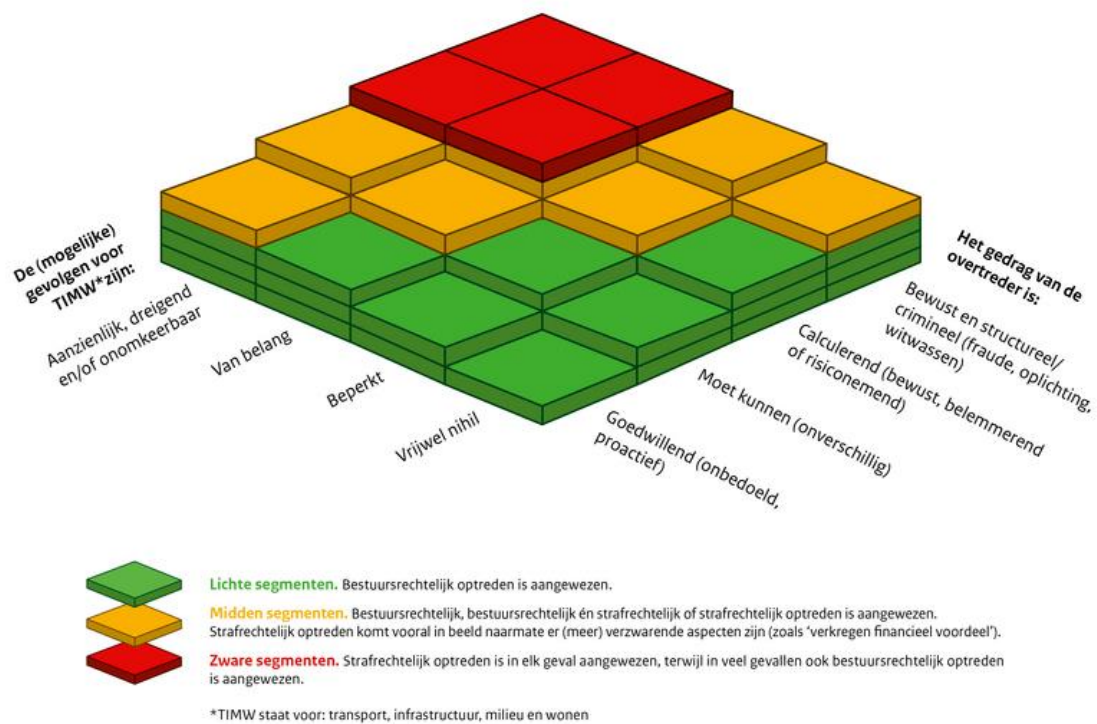 De (mogelijke)
gevolgen voor
TIMW*zijn:
Aanzienlijk, dreigend
en/of onomkeerbaar
Van belang
Beperkt
Vrijwel nihil
Het gedrag van de
overtreder is:
Bewust en structureel/
crimineel (fraude, oplichting,
witwassen)
Calculerend (bewust, belemmerend
of risiconemend)
Moet kunnen (onverschillig)
Goedwillend (onbedoeld,
proactief)
Lichte segmenten. Bestuursrechtelijk optreden is aangewezen.
Midden segmenten. Bestuursrechtelijk, bestuursrechtelijk én strafrechtelijk of strafrechtelijk optreden is aangewezen.
Strafrechtelijk optreden komt vooral in beeld naarmate er (meer) verzwarende aspecten zijn (zoals ‘verkregen financieel voordeel’).
Zware segmenten. Strafrechtelijk optreden is in elk geval aangewezen, terwijl in veel gevallen ook bestuursrechtelijk optreden
is aangewezen.
*TIMW staat voor: transport, infrastructuur, milieu en wonen